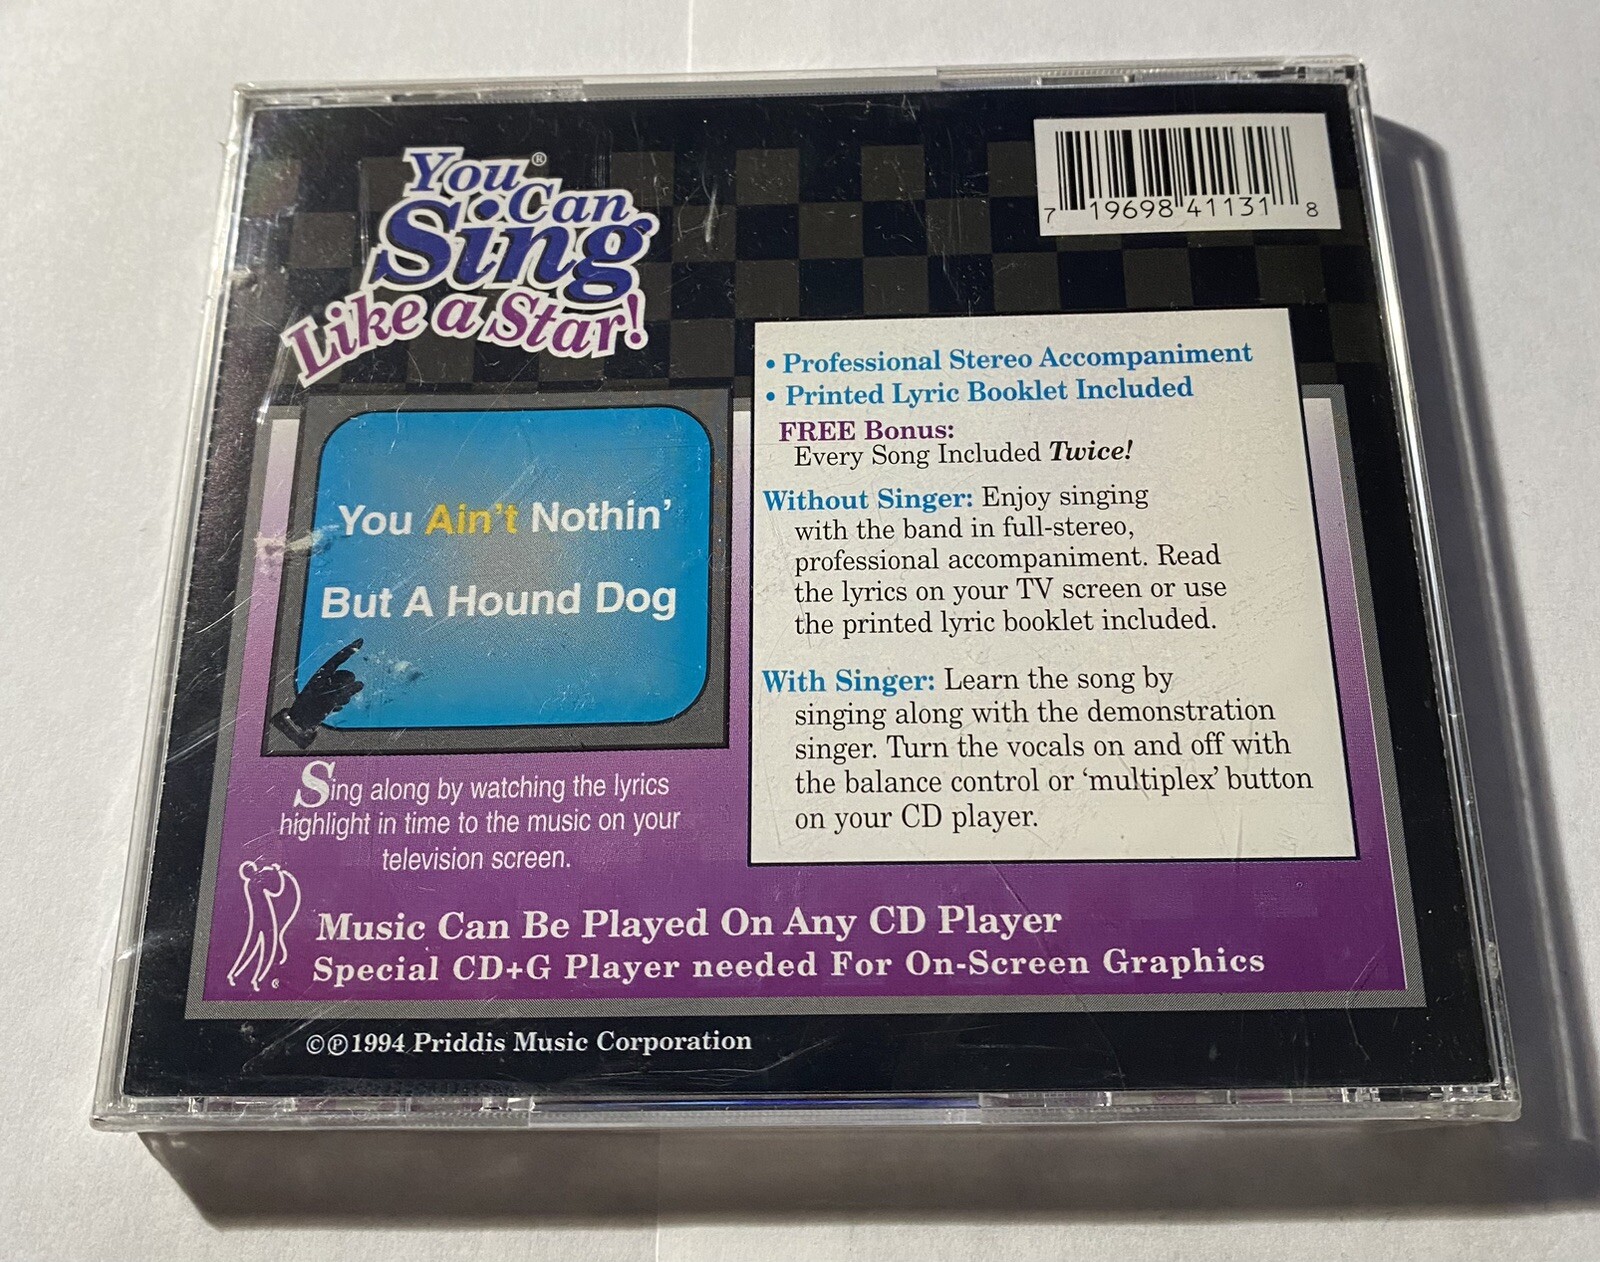 You Can®
Sing
Like a Star!
7 19698 41131 8
• Professional Stereo Accompaniment
• Printed Lyric Booklet Included
FREE Bonus:
Every Song Included Twice!
Without Singer: Enjoy singing
with the band in full-stereo,
professional accompaniment. Read
the lyrics on your TV screen or use
the printed lyric booklet included.
With Singer: Learn the song by
singing along with the demonstration
singer. Turn the vocals on and off with
the balance control or ‘multiplex’ button
on your CD player.
You Ain’t Nothin’
But A Hound Dog
Sing along by watching the lyrics
highlight in time to the music on your
television screen.
Music Can Be Played On Any CD Player
Special CD+G Player needed For On-Screen Graphics
®
©℗1994 Priddis Music Corporation